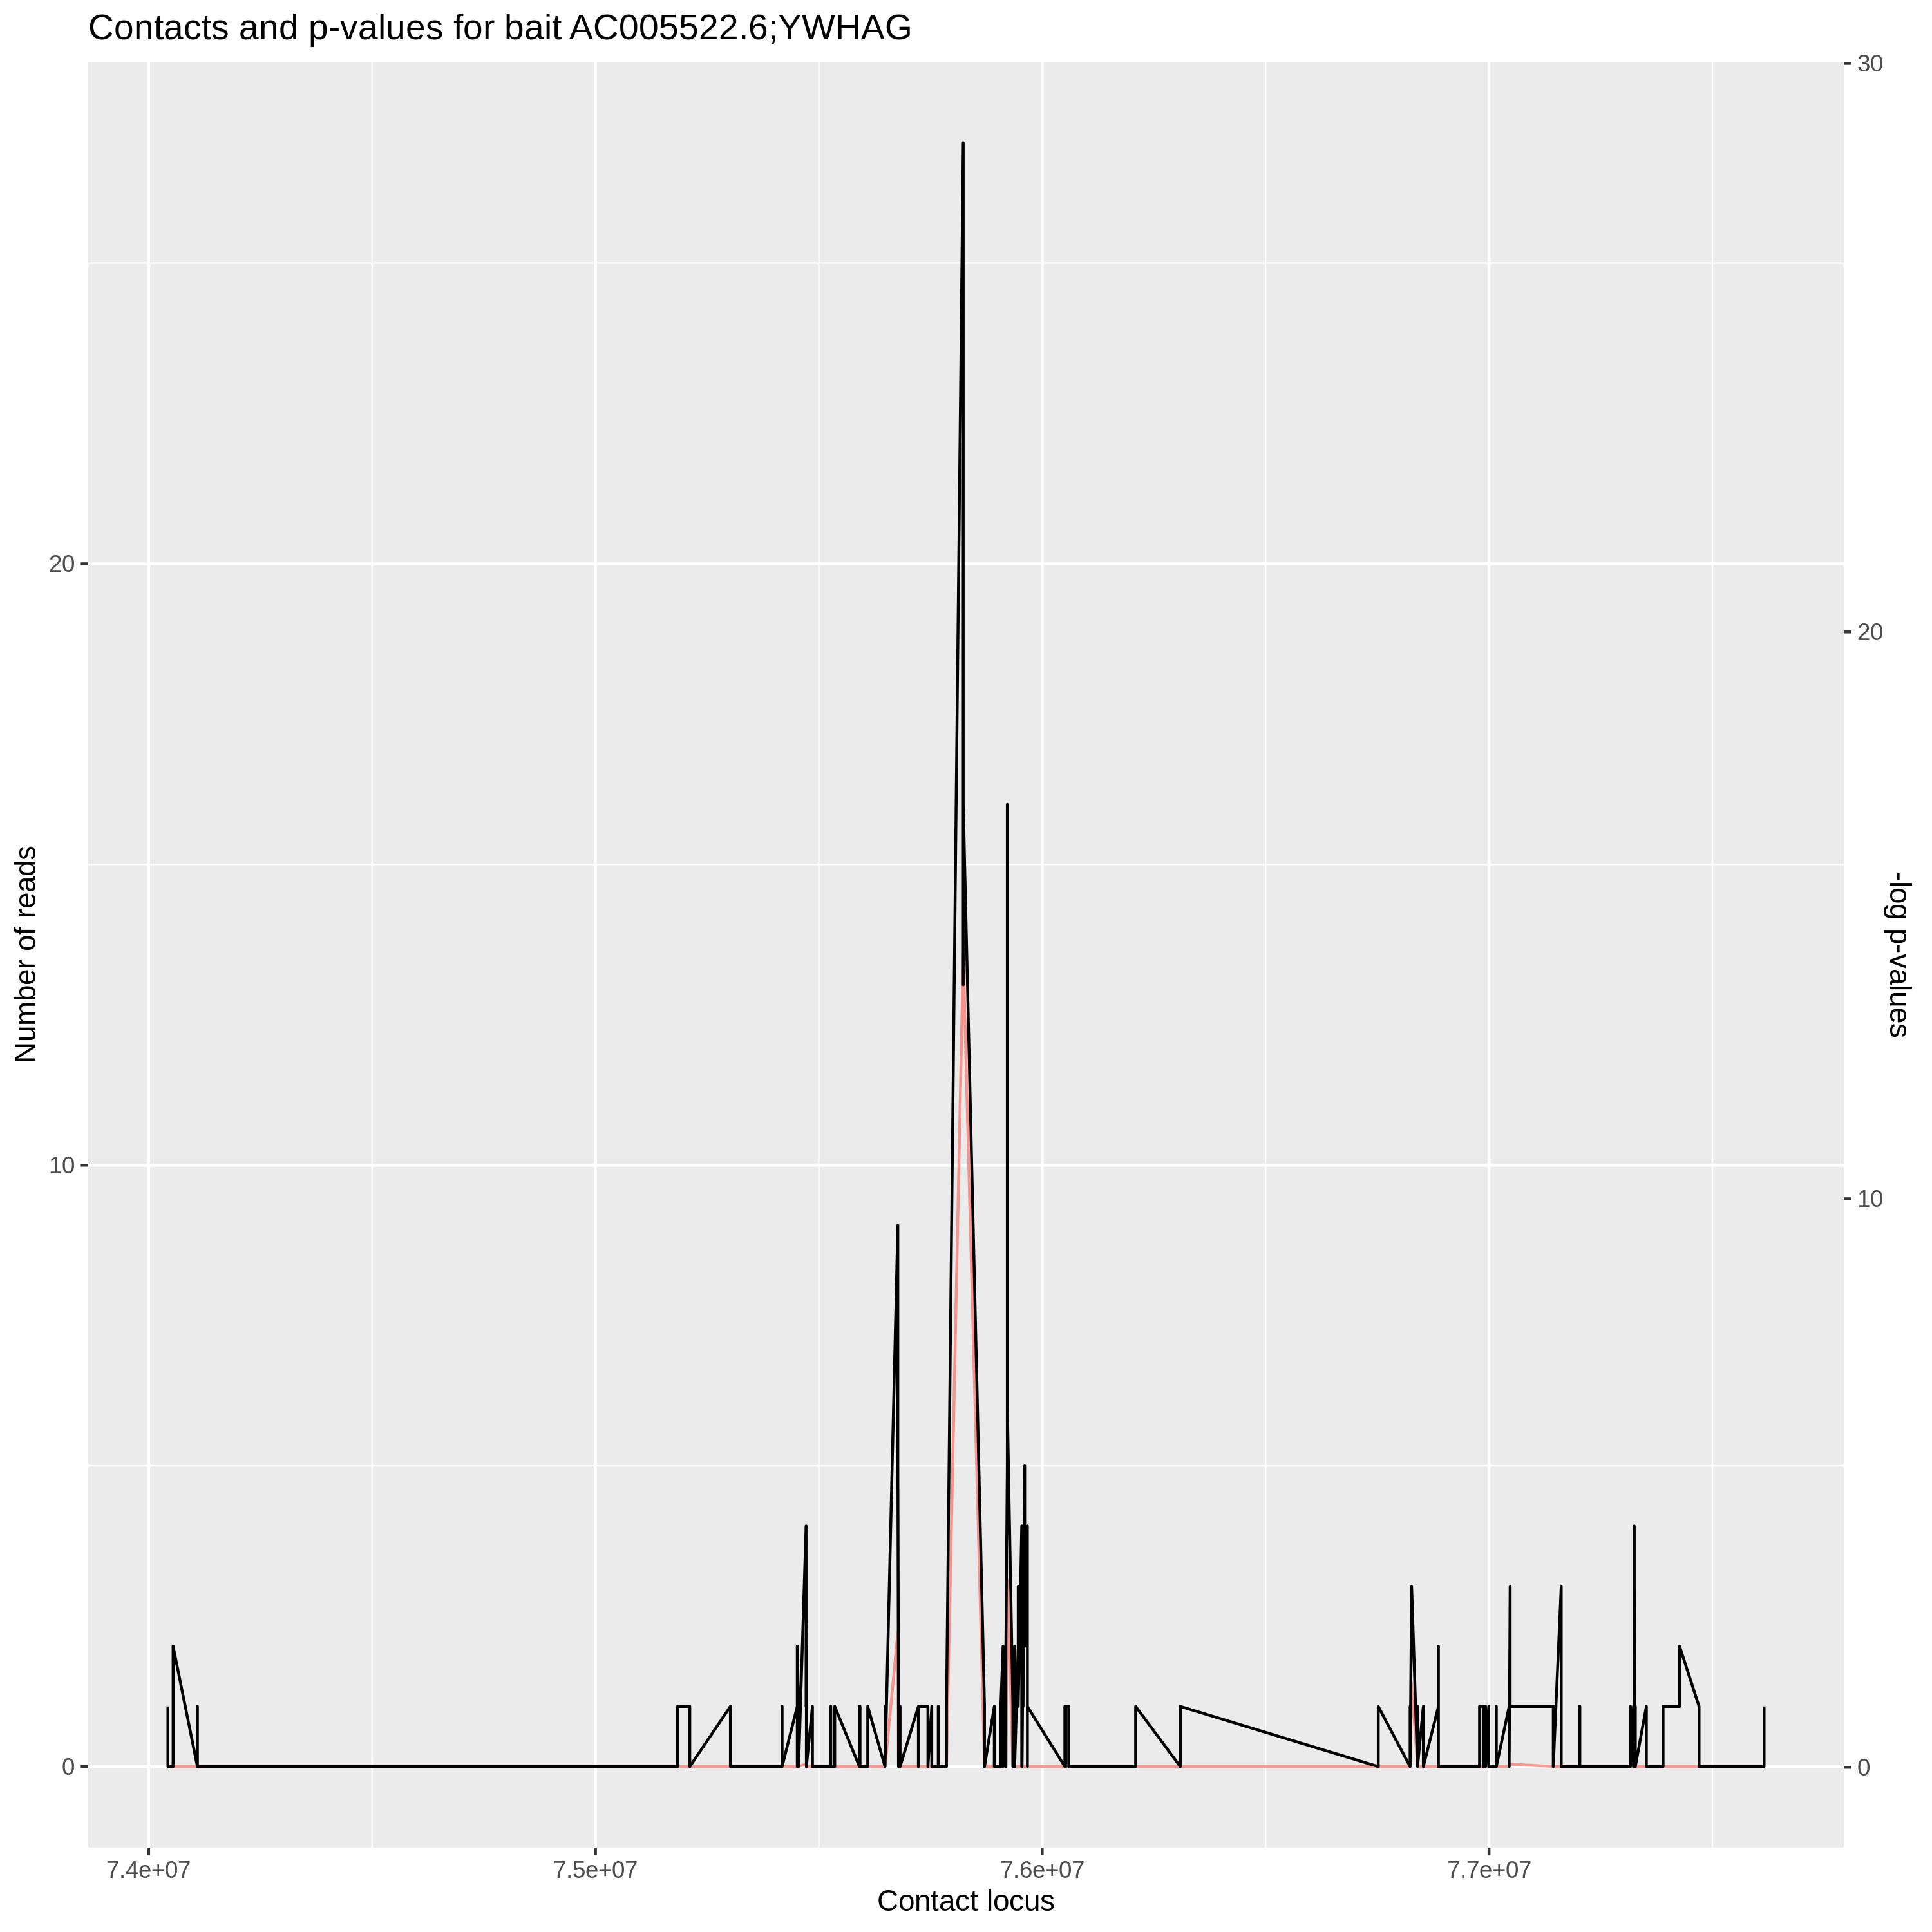 Contacts and p-values for bait AC005522.6;YWHAG
30
20
20
Number of reads
-log p-values
10
10
0
0
7.4e+07 7.5e+07 7.6e+07 7.7e+07
Contact locus